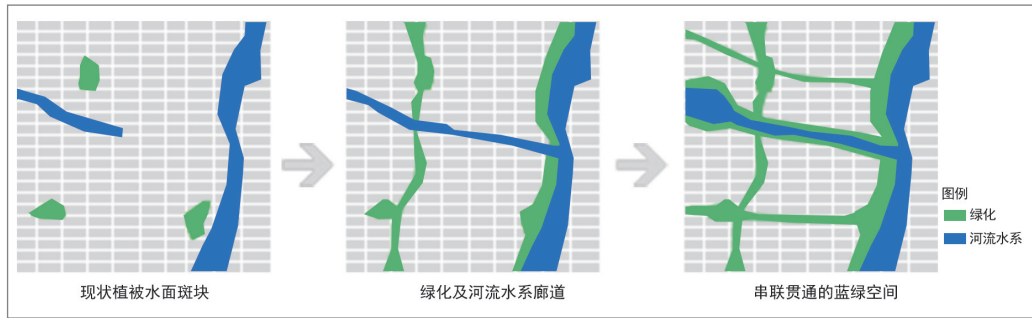 图例
绿化
河流水系
现状植被水面斑块
绿化及河流水系廊道
串联贯通的蓝绿空间